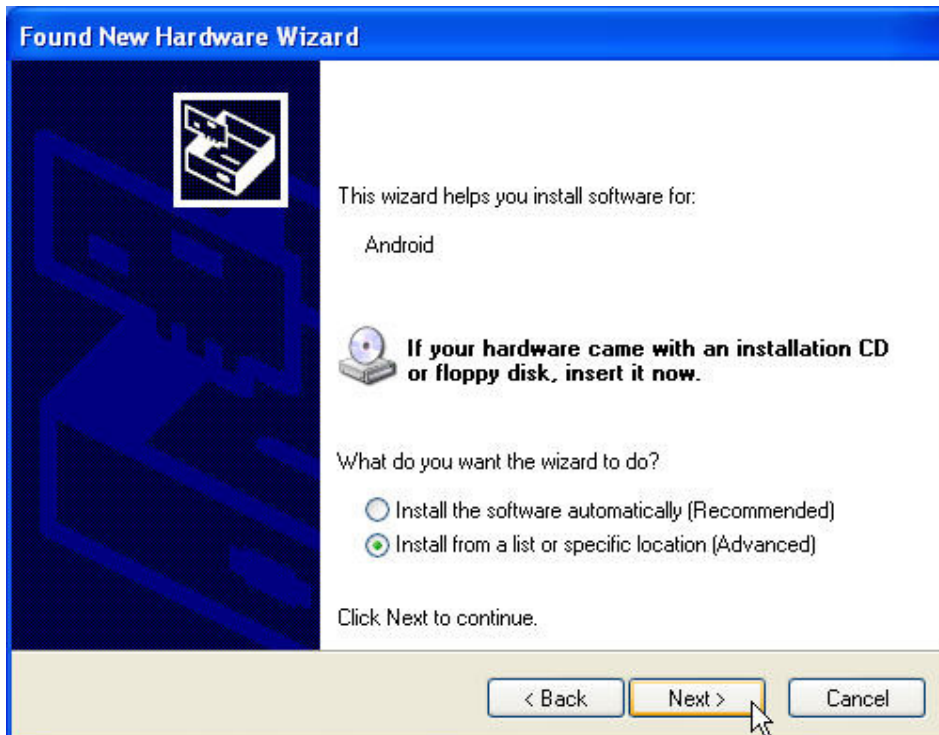 Found New Hardware Wizard
This wizard helps you install software for:
Android
If your hardware came with an installation CD
or floppy disk, insert it now.
What do you want the wizard to do?
Install the software automatically (Recommended)
Install from a list or specific location (Advanced)
Click Next to continue.
< Back Next > Cancel